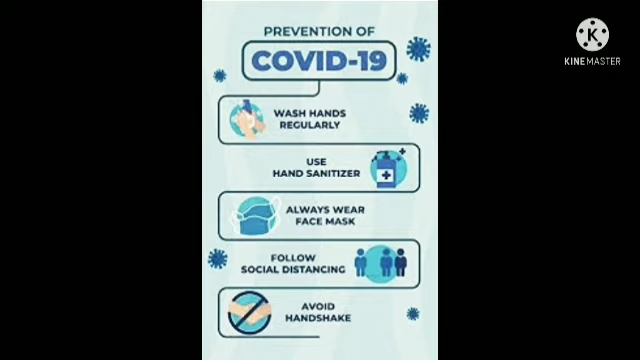 PREVENTION OF
COVID-19
WASH HANDS
REGULARLY
USE
HAND SANITIZER
ALWAYS WEAR
FACE MASK
FOLLOW
SOCIAL DISTANCING
AVOID
HANDSHAKE
K
KINEMASTER